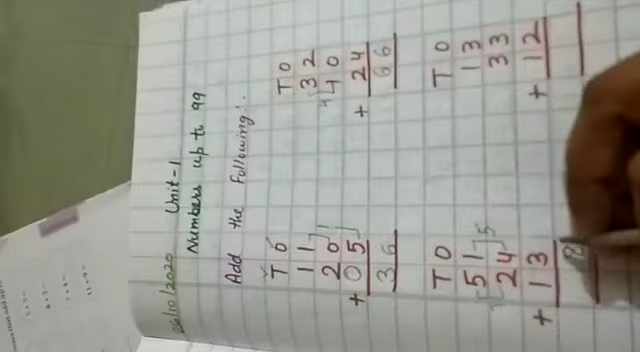 26/10/2020
Unit-1
Numbers up to 99
Add the following:
T O
1 1
2 0
+ 0 5
3 6
T O
3 2
4 0
+ 2 4
6 6
T O
5 1
2 4
+ 1 3
8
T O
1 3
3 3
+ 1 2